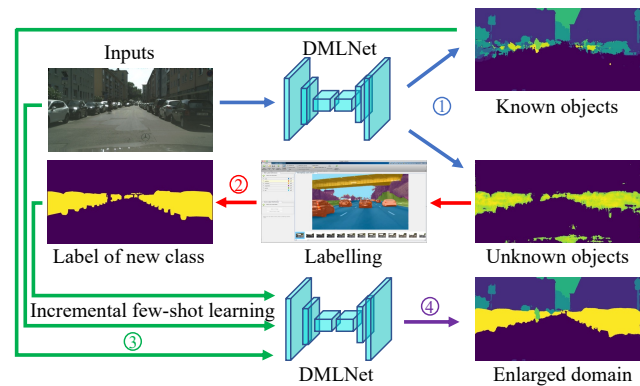 Inputs
DMLNet
①
Known objects
②
Label of new class
Labelling
Unknown objects
Incremental few-shot learning
③
④
DMLNet
Enlarged domain